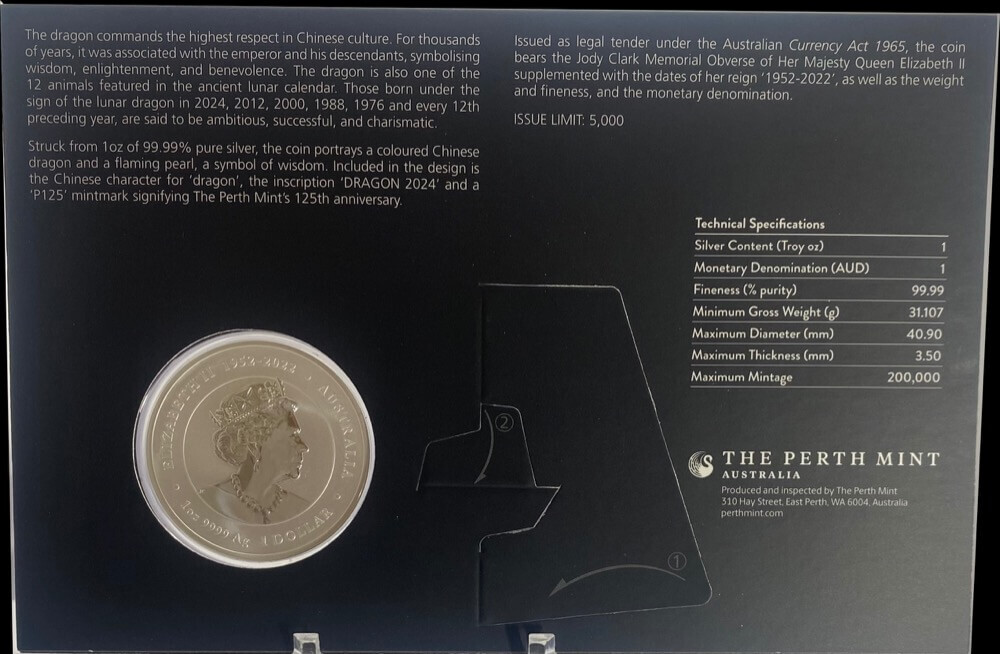 The dragon commands the highest respect in Chinese culture. For thousands
of years, it was associated with the emperor and his descendants, symbolising
wisdom, enlightenment, and benevolence. The dragon is also one of the
12 animals featured in the ancient lunar calendar. Those born under the
sign of the lunar dragon in 2024, 2012, 2000, 1988, 1976 and every 12th
preceding year, are said to be ambitious, successful, and charismatic.
Struck from 1oz of 99.99% pure silver, the coin portrays a coloured Chinese
dragon and a flaming pearl, a symbol of wisdom. Included in the design is
the Chinese character for 'dragon', the inscription 'DRAGON 2024' and a
'P125' mintmark signifying The Perth Mint's 125th anniversary.
Issued as legal tender under the Australian Currency Act 1965, the coin
bears the Jody Clark Memorial Obverse of Her Majesty Queen Elizabeth II
supplemented with the dates of her reign '1952-2022', as well as the weight
and fineness, and the monetary denomination.
ISSUE LIMIT: 5,000
Technical Specifications
Silver Content (Troy oz) 1
Monetary Denomination (AUD) 1
Fineness (% purity) 99.99
Minimum Gross Weight (g) 31.107
Maximum Diameter (mm) 40.90
Maximum Thickness (mm) 3.50
Maximum Mintage 200,000
ELIZABETH II 1952-2022 • AUSTRALIA •
1oz 9999 Ag 1 DOLLAR
2
1
THE PERTH MINT
AUSTRALIA
Produced and inspected by The Perth Mint
310 Hay Street, East Perth, WA 6004, Australia
perthmint.com